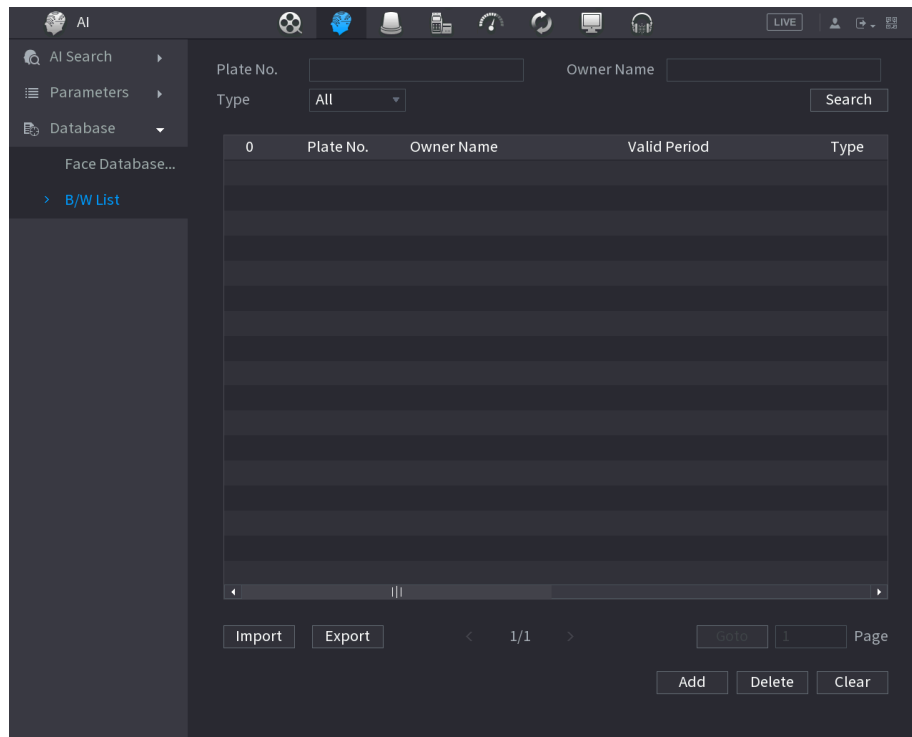 AI
LIVE
AI Search
Parameters
Database
Face Database...
B/W List
Plate No.
Owner Name
Type
All
Search
0 Plate No. Owner Name Valid Period Type
Import
Export
< 1/1 >
Goto
1
Page
Add
Delete
Clear